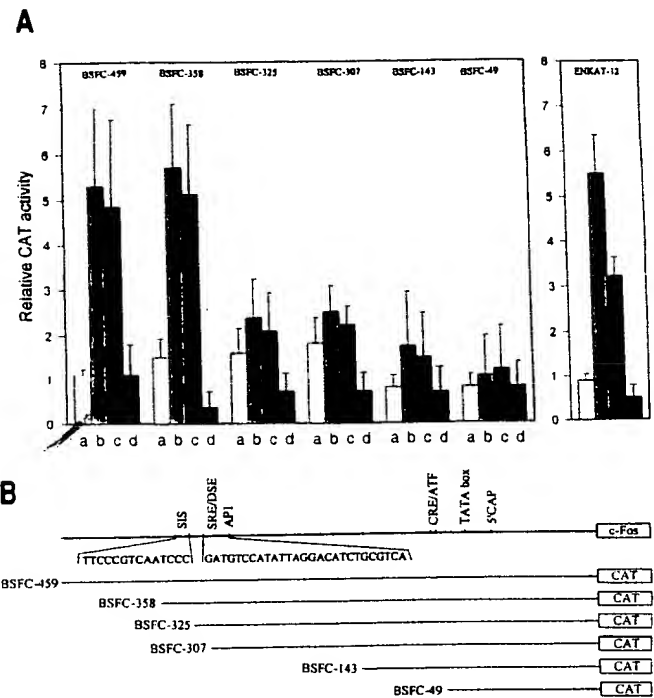 A
BSFC-459 BSFC-358 BSFC-325 BSFC-307 BSFC-143 BSFC-49 ENKAT-12
Relative CAT activity
8 7 6 5 4 3 2 1 0
8 7 6 5 4 3 2 1 0
a b c d a b c d a b c d a b c d a b c d a b c d a b c d
B
SIS SRE/DSE AP1 CRE/ATF TATA box 5'CAP
c-Fos
TTCCCGTCAATCCC GATGTCCATATTAGGACATCTGCGTCA
BSFC-459 CAT
BSFC-358 CAT
BSFC-325 CAT
BSFC-307 CAT
BSFC-143 CAT
BSFC-49 CAT